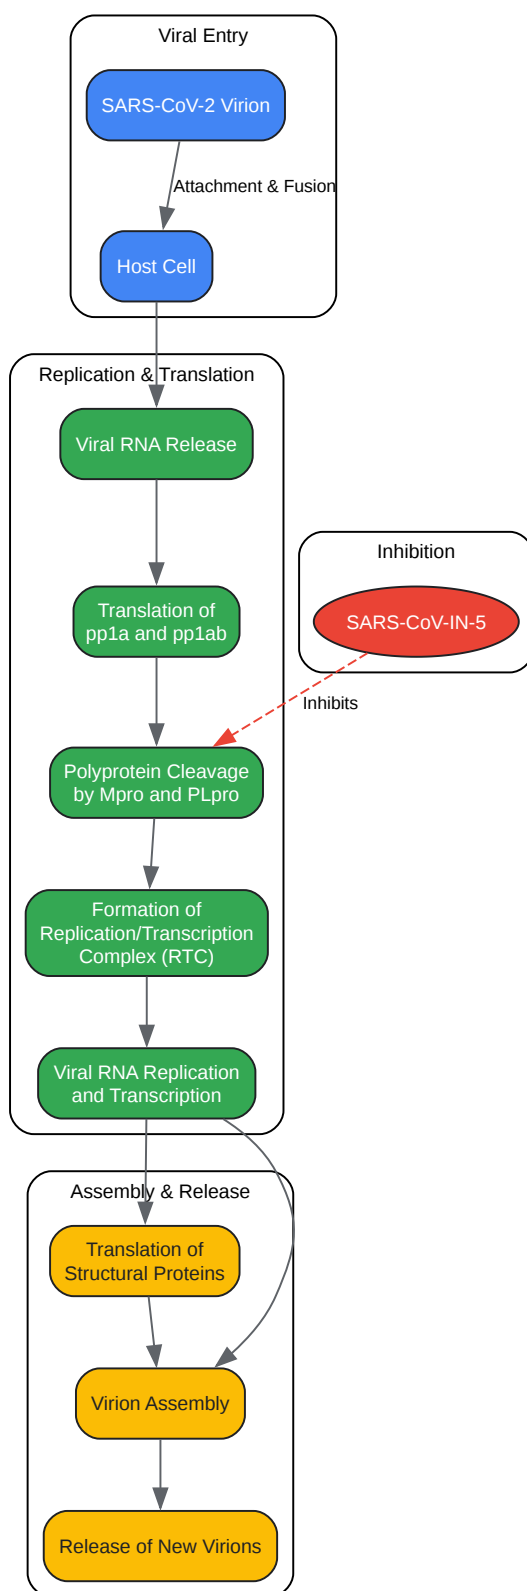 Viral Entry
SARS-CoV-2 Virion
Attachment & Fusion
Host Cell
Replication & Translation
Viral RNA Release
Inhibition
Translation of
pp1a and pp1ab
SARS-CoV-IN-5
Inhibits
Polyprotein Cleavage
by Mpro and PLpro
Formation of
Replication/Transcription
Complex (RTC)
Viral RNA Replication
and Transcription
Assembly & Release
Translation of
Structural Proteins
Virion Assembly
Release of New Virions